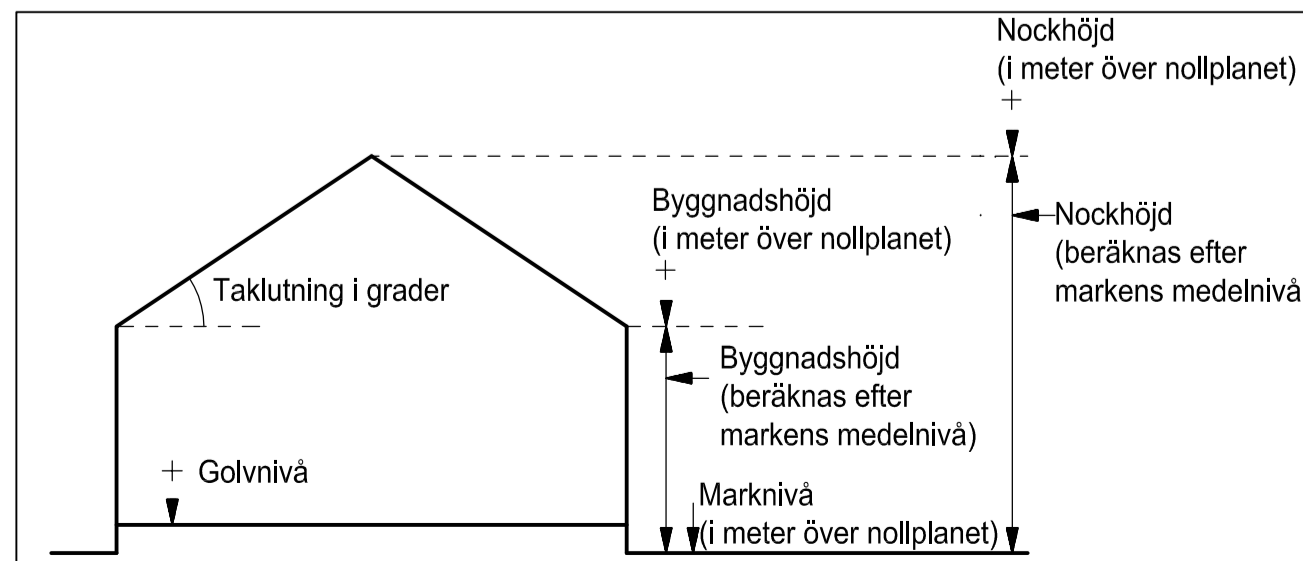 Nockhöjd
(i meter över nollplanet)
+
Byggnadshöjd
(i meter över nollplanet)
+
Nockhöjd
(beräknas efter
markens medelnivå
Taklutning i grader
Byggnadshöjd
(beräknas efter
markens medelnivå)
+ Golvnivå
Marknivå
(i meter över nollplanet)